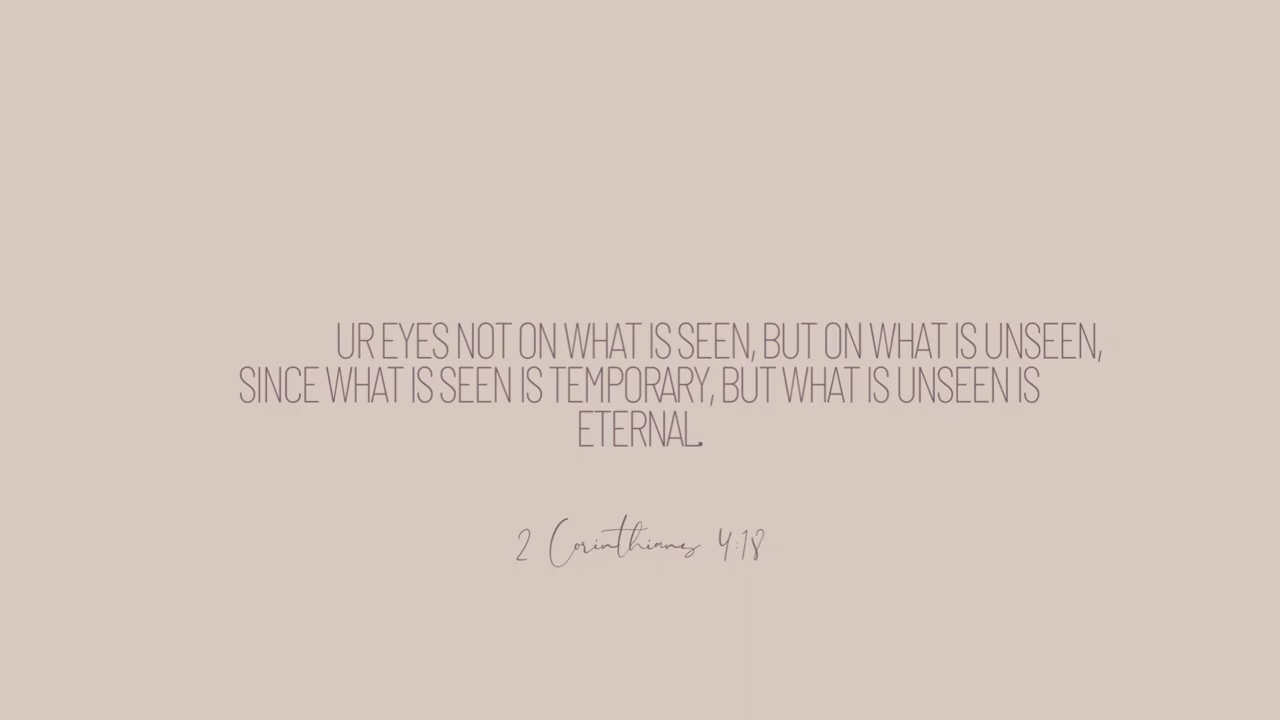 UR EYES NOT ON WHAT IS SEEN, BUT ON WHAT IS UNSEEN,
SINCE WHAT IS SEEN IS TEMPORARY, BUT WHAT IS UNSEEN IS
ETERNAL.
2 Corinthians 4:18